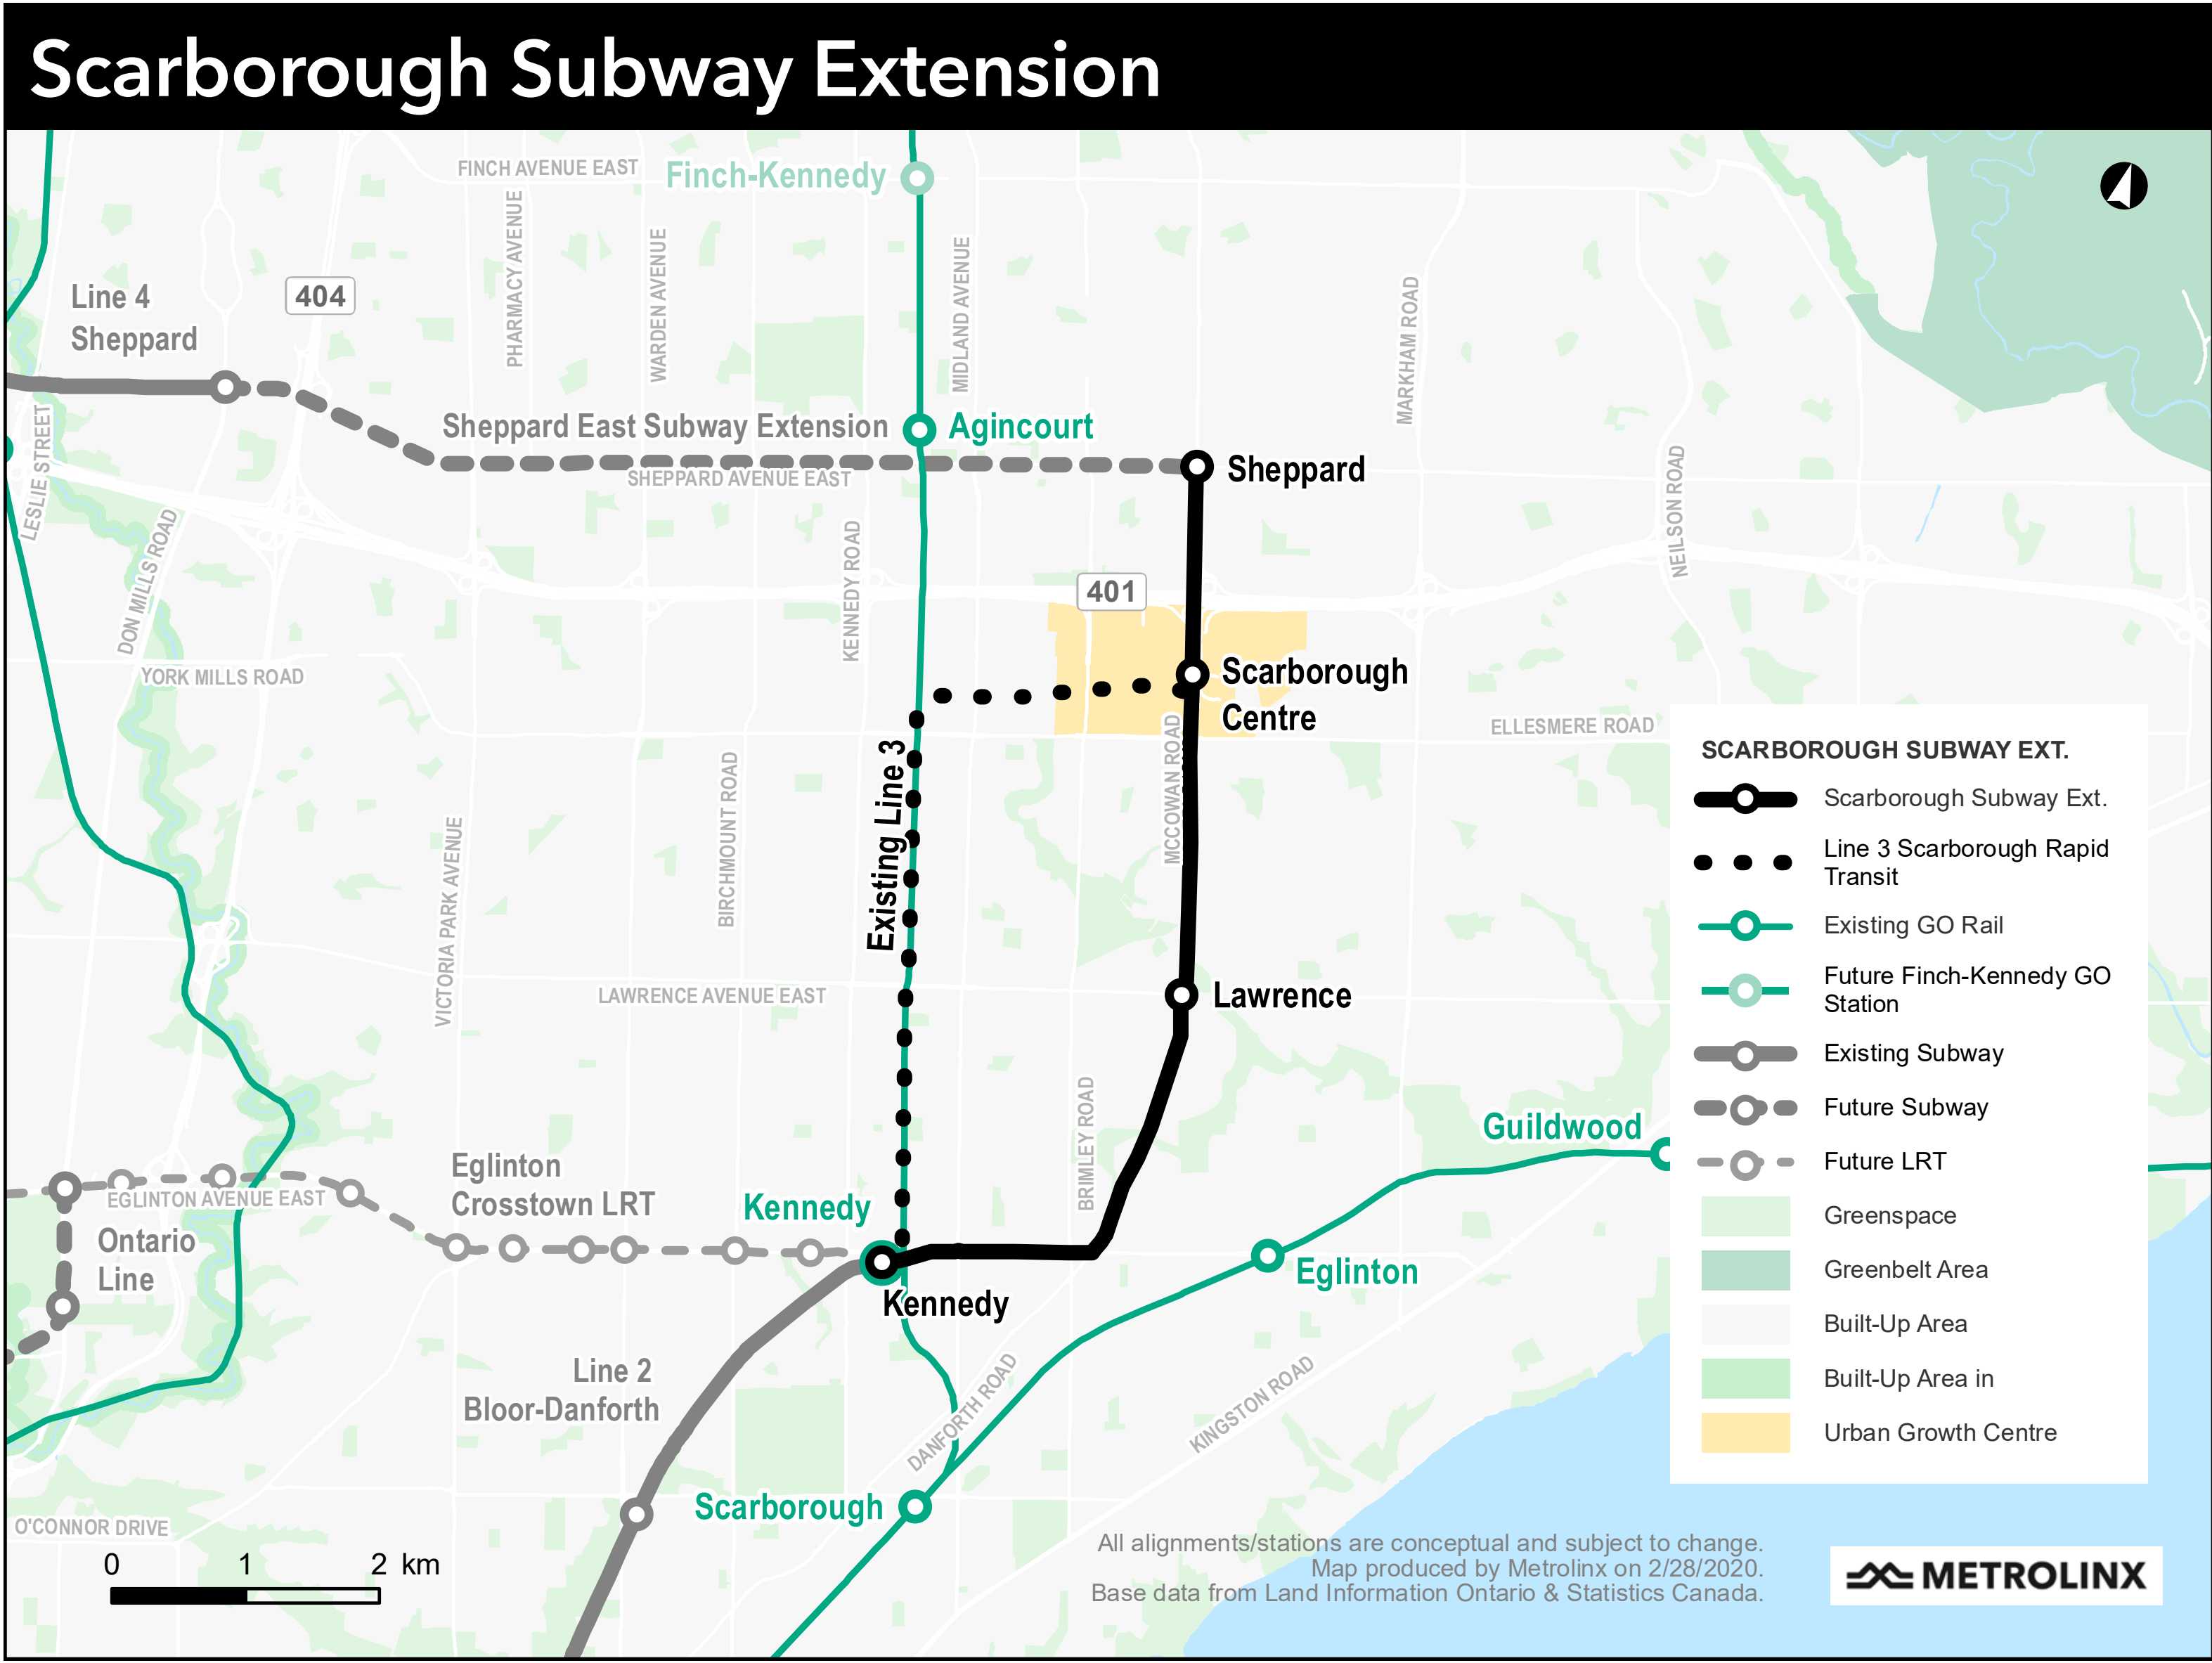 Scarborough Subway Extension
FINCH AVENUE EAST
Finch-Kennedy
PHARMACY AVENUE
WARDEN AVENUE
MIDLAND AVENUE
MARKHAM ROAD
Line 4
Sheppard
404
Sheppard East Subway Extension
Agincourt
SHEPPARD AVENUE EAST
Sheppard
LESLIE STREET
DON MILLS ROAD
KENNEDY ROAD
NEILSON ROAD
401
YORK MILLS ROAD
Scarborough
Centre
ELLESMERE ROAD
MCCOWAN ROAD
Existing Line 3
BIRCHMOUNT ROAD
VICTORIA PARK AVENUE
LAWRENCE AVENUE EAST
Lawrence
BRIMLEY ROAD
Guildwood
Eglinton
Crosstown LRT
EGLINTON AVENUE EAST
Kennedy
Ontario
Line
Eglinton
Kennedy
Line 2
Bloor-Danforth
DANFORTH ROAD
KINGSTON ROAD
Scarborough
O'CONNOR DRIVE
0 1 2 km
SCARBOROUGH SUBWAY EXT.
Scarborough Subway Ext.
Line 3 Scarborough Rapid
Transit
Existing GO Rail
Future Finch-Kennedy GO
Station
Existing Subway
Future Subway
Future LRT
Greenspace
Greenbelt Area
Built-Up Area
Built-Up Area in
Urban Growth Centre
All alignments/stations are conceptual and subject to change.
Map produced by Metrolinx on 2/28/2020.
Base data from Land Information Ontario & Statistics Canada.
METROLINX